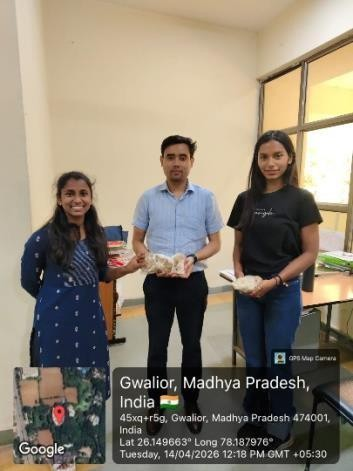 GPS Map Camera
Gwalior, Madhya Pradesh,
India 🇮🇳
45xq+r5g, Gwalior, Madhya Pradesh 474001,
India
Lat 26.149663° Long 78.187976°
Tuesday, 14/04/2026 12:18 PM GMT +05:30
Google